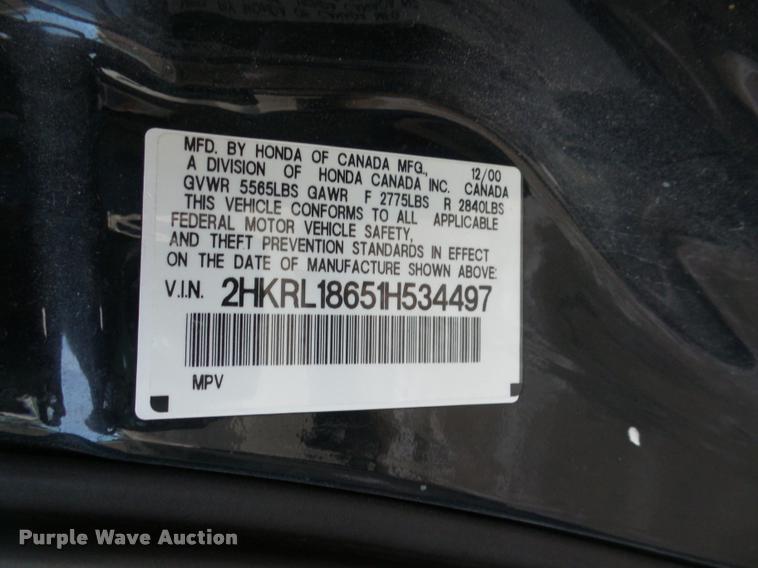 MFD. BY HONDA OF CANADA MFG., 12/00
A DIVISION OF HONDA CANADA INC. CANADA
GVWR 5565LBS GAWR F 2775LBS R 2840LBS
THIS VEHICLE CONFORMS TO ALL APPLICABLE
FEDERAL MOTOR VEHICLE SAFETY,
AND THEFT PREVENTION STANDARDS IN EFFECT
ON THE DATE OF MANUFACTURE SHOWN ABOVE:
V.I.N. 2HKRL18651H534497
MPV
Purple Wave Auction